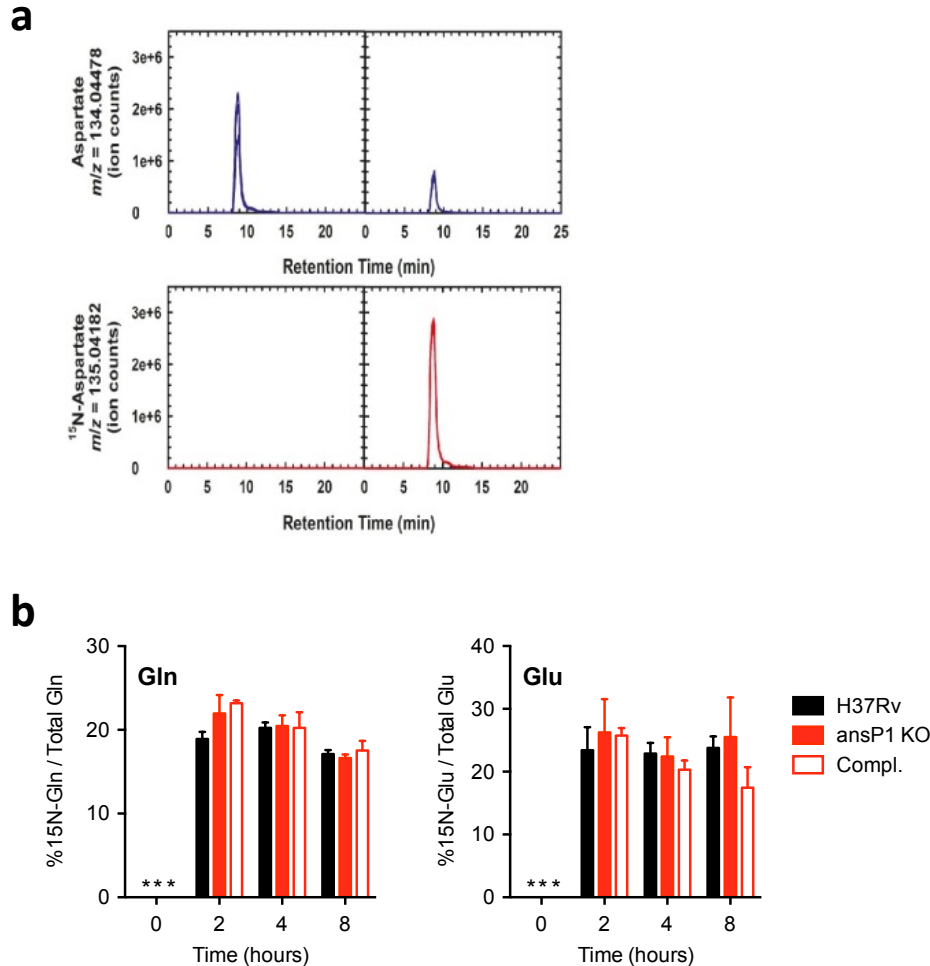 a
Aspartate
m/z = 134.04478
(ion counts)
3e+6
2e+6
1e+6
0
0 5 10 15 20 0 5 10 15 20 25
Retention Time (min)
15N-Aspartate
m/z = 135.04182
(ion counts)
3e+6
2e+6
1e+6
0
0 5 10 15 20 0 5 10 15 20
Retention Time (min)
b
%15N-Gln / Total Gln
30
20
10
0
Gln
* * *
0 2 4 8
Time (hours)
%15N-Glu / Total Glu
40
30
20
10
0
Glu
* * *
0 2 4 8
Time (hours)
H37Rv
ansP1 KO
Compl.